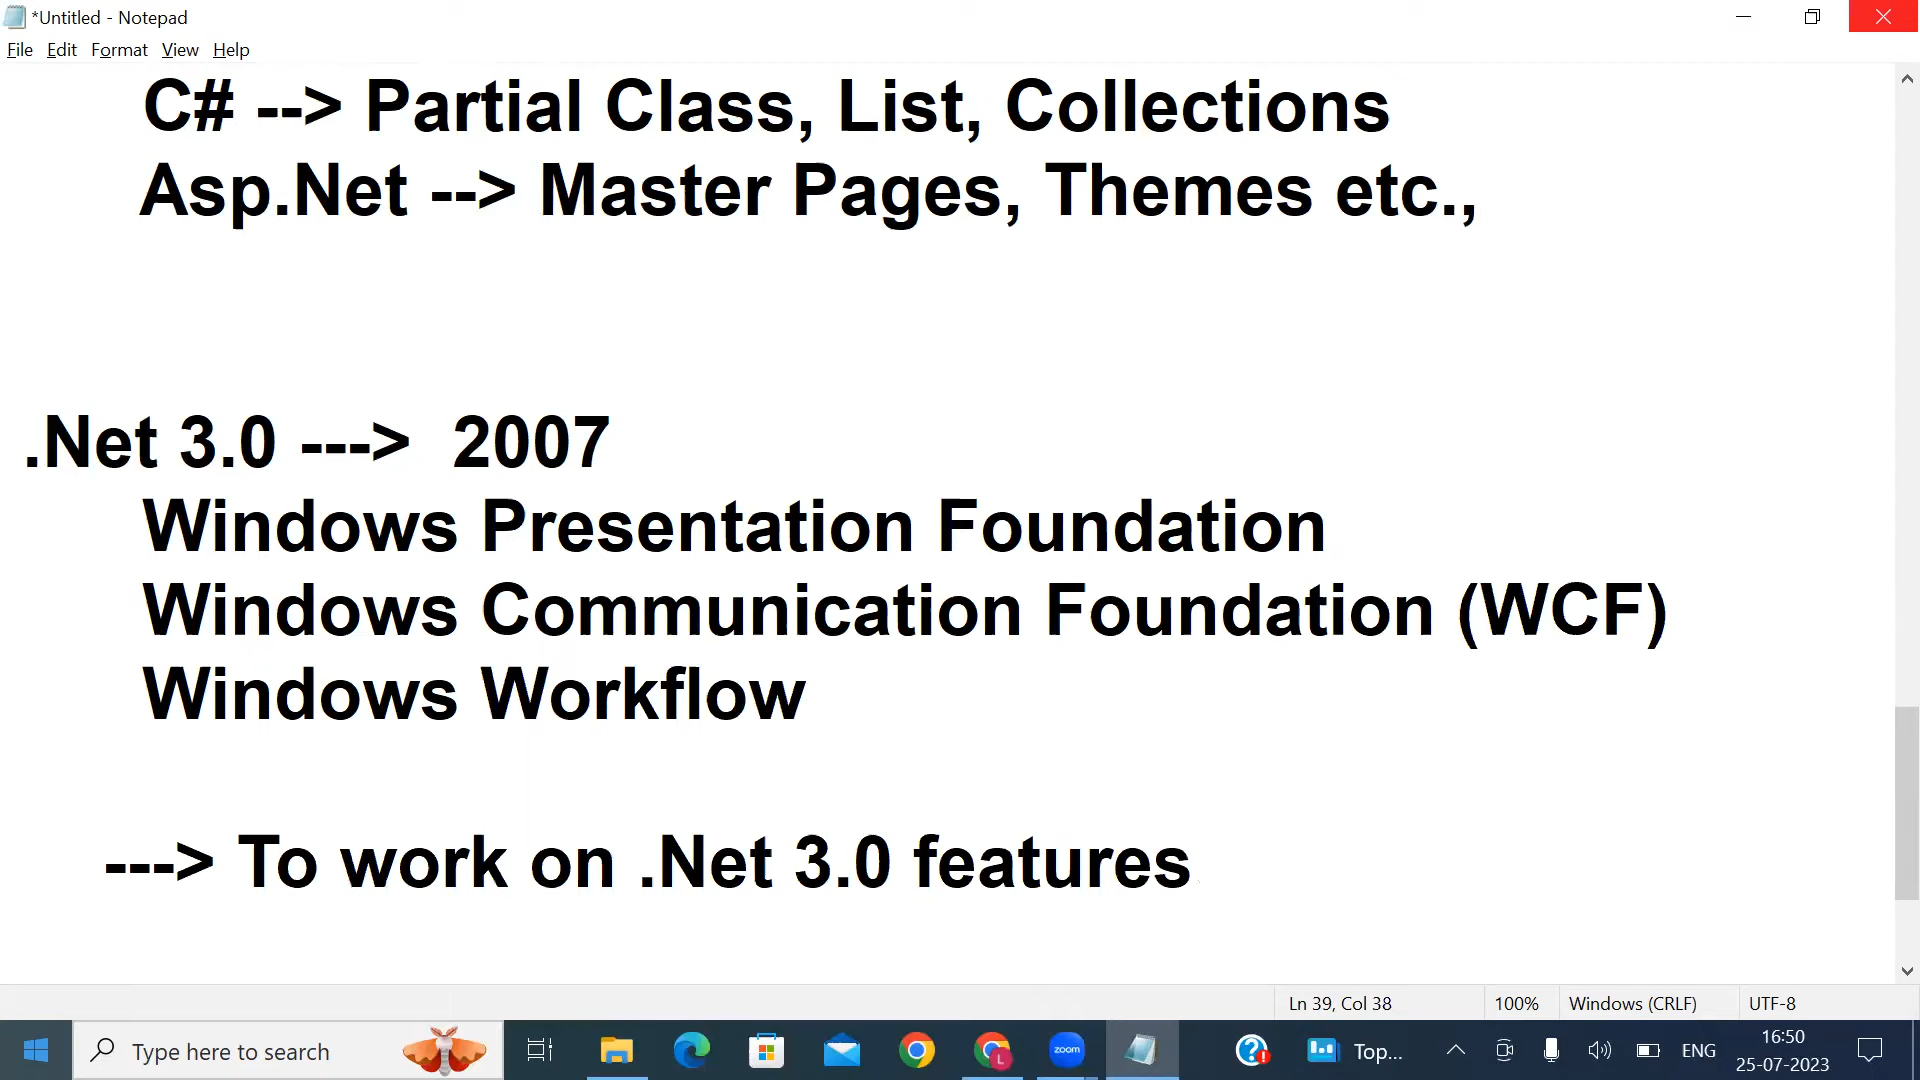 *Untitled - Notepad
File Edit Format View Help
C# --> Partial Class, List, Collections
Asp.Net --> Master Pages, Themes etc.,
.Net 3.0 --->  2007
Windows Presentation Foundation
Windows Communication Foundation (WCF)
Windows Workflow
---> To work on .Net 3.0 features
Ln 39, Col 38 100% Windows (CRLF) UTF-8
Type here to search
L
zoom
Top...
ENG
16:50
25-07-2023